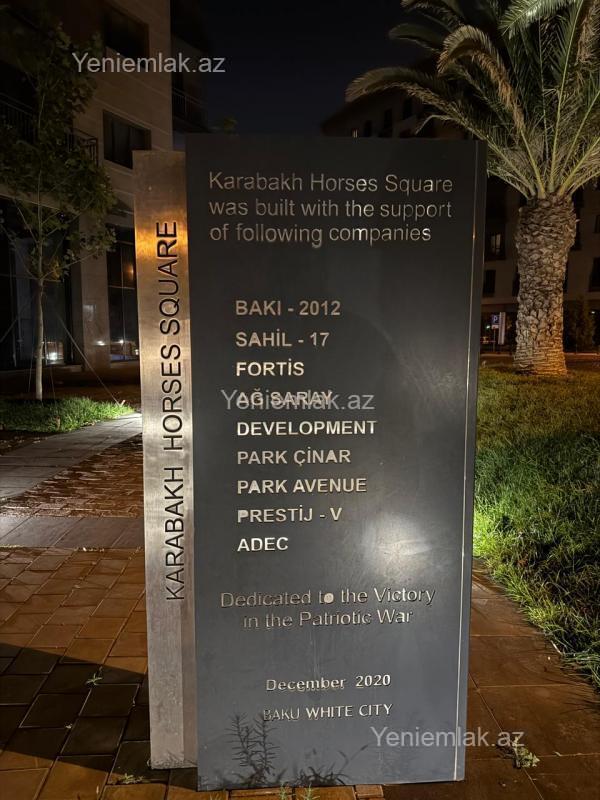 Yeniemlak.az
KARABAKH HORSES SQUARE
Karabakh Horses Square
was built with the support
of following companies
BAKI - 2012
SAHİL - 17
FORTİS
AĞ SARAY
Yeniemlak.az
DEVELOPMENT
PARK ÇİNAR
PARK AVENUE
PRESTİJ - V
ADEC
Dedicated to the Victory
in the Patriotic War
December 2020
BAKU WHITE CITY
Yeniemlak.az